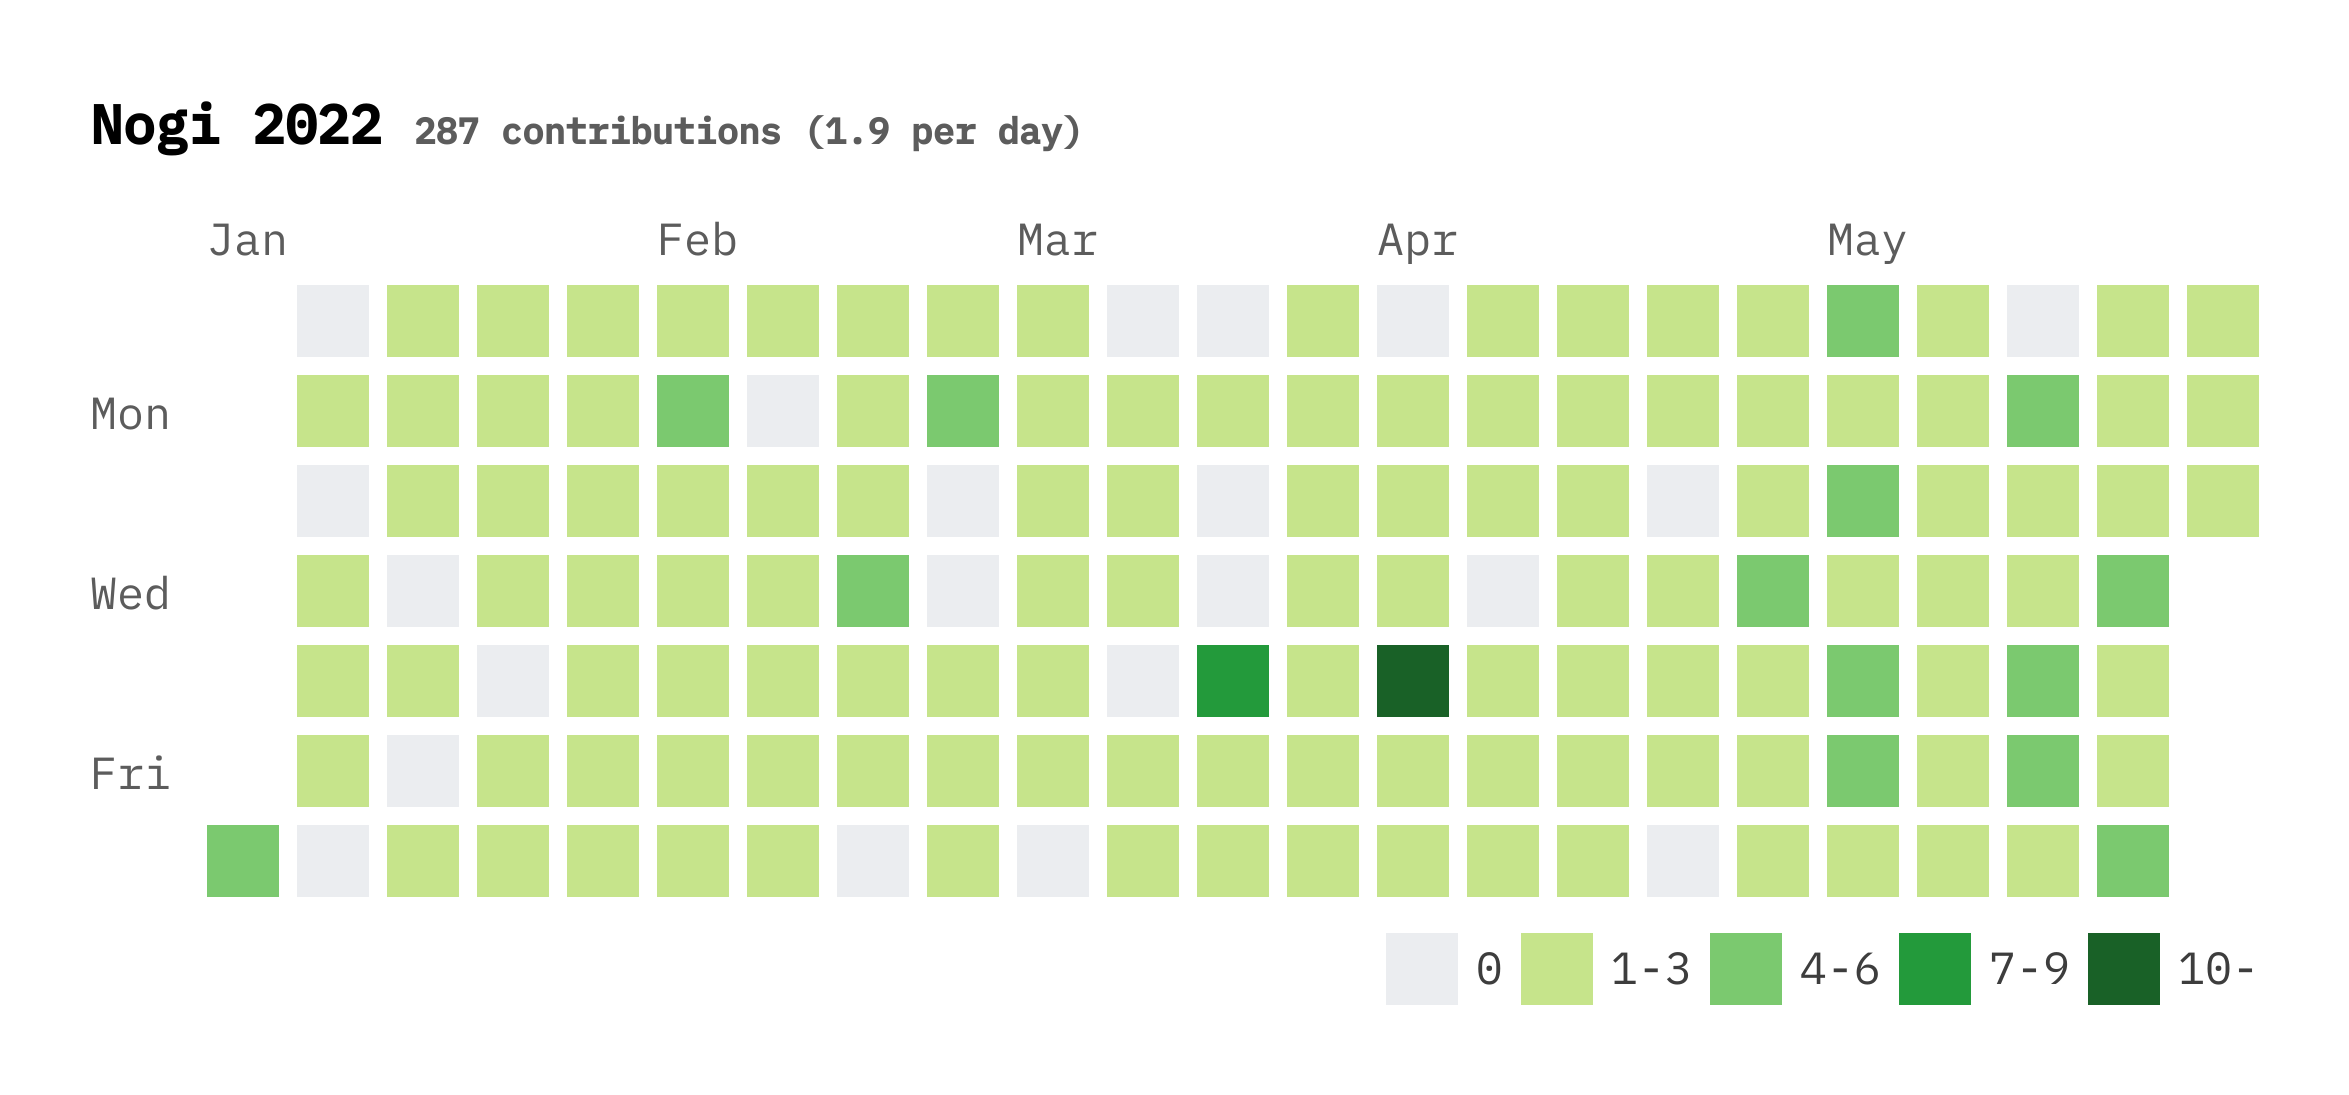 Nogi 2022 287 contributions (1.9 per day)
Jan Feb Mar Apr May
Mon
Wed
Fri
0 1-3 4-6 7-9 10-